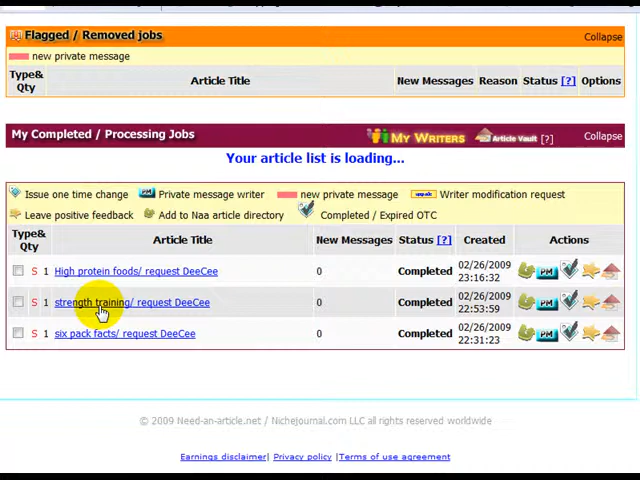 Flagged / Removed jobs Collapse
new private message
Type& Qty Article Title New Messages Reason Status [?] Options
My Completed / Processing Jobs My Writers Article Vault [?] Collapse
Your article list is loading...
Issue one time change PM Private message writer new private message Writer modification request
Leave positive feedback Add to Naa article directory Completed / Expired OTC
Type& Qty Article Title New Messages Status [?] Created Actions
S 1 High protein foods/ request DeeCee 0 Completed 02/26/2009 23:16:32 PM
S 1 strength training/ request DeeCee 0 Completed 02/26/2009 22:53:59 PM
S 1 six pack facts/ request DeeCee 0 Completed 02/26/2009 22:31:23 PM
© 2009 Need-an-article.net / NicheJournal.com LLC all rights reserved worldwide
Earnings disclaimer| Privacy policy |Terms of use agreement